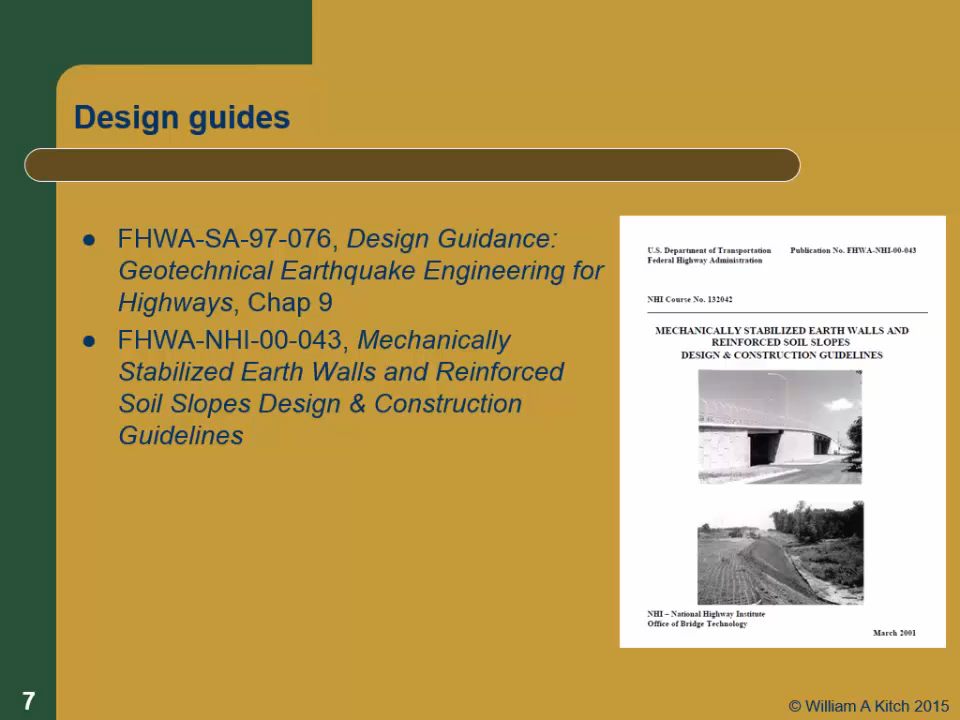 Design guides
● FHWA-SA-97-076, Design Guidance:
Geotechnical Earthquake Engineering for
Highways, Chap 9
● FHWA-NHI-00-043, Mechanically
Stabilized Earth Walls and Reinforced
Soil Slopes Design & Construction
Guidelines
U.S. Department of Transportation Publication No. FHWA-NHI-00-043
Federal Highway Administration
NHI Course No. 132042
MECHANICALLY STABILIZED EARTH WALLS AND
REINFORCED SOIL SLOPES
DESIGN & CONSTRUCTION GUIDELINES
NHI – National Highway Institute
Office of Bridge Technology
March 2001
7
© William A Kitch 2015